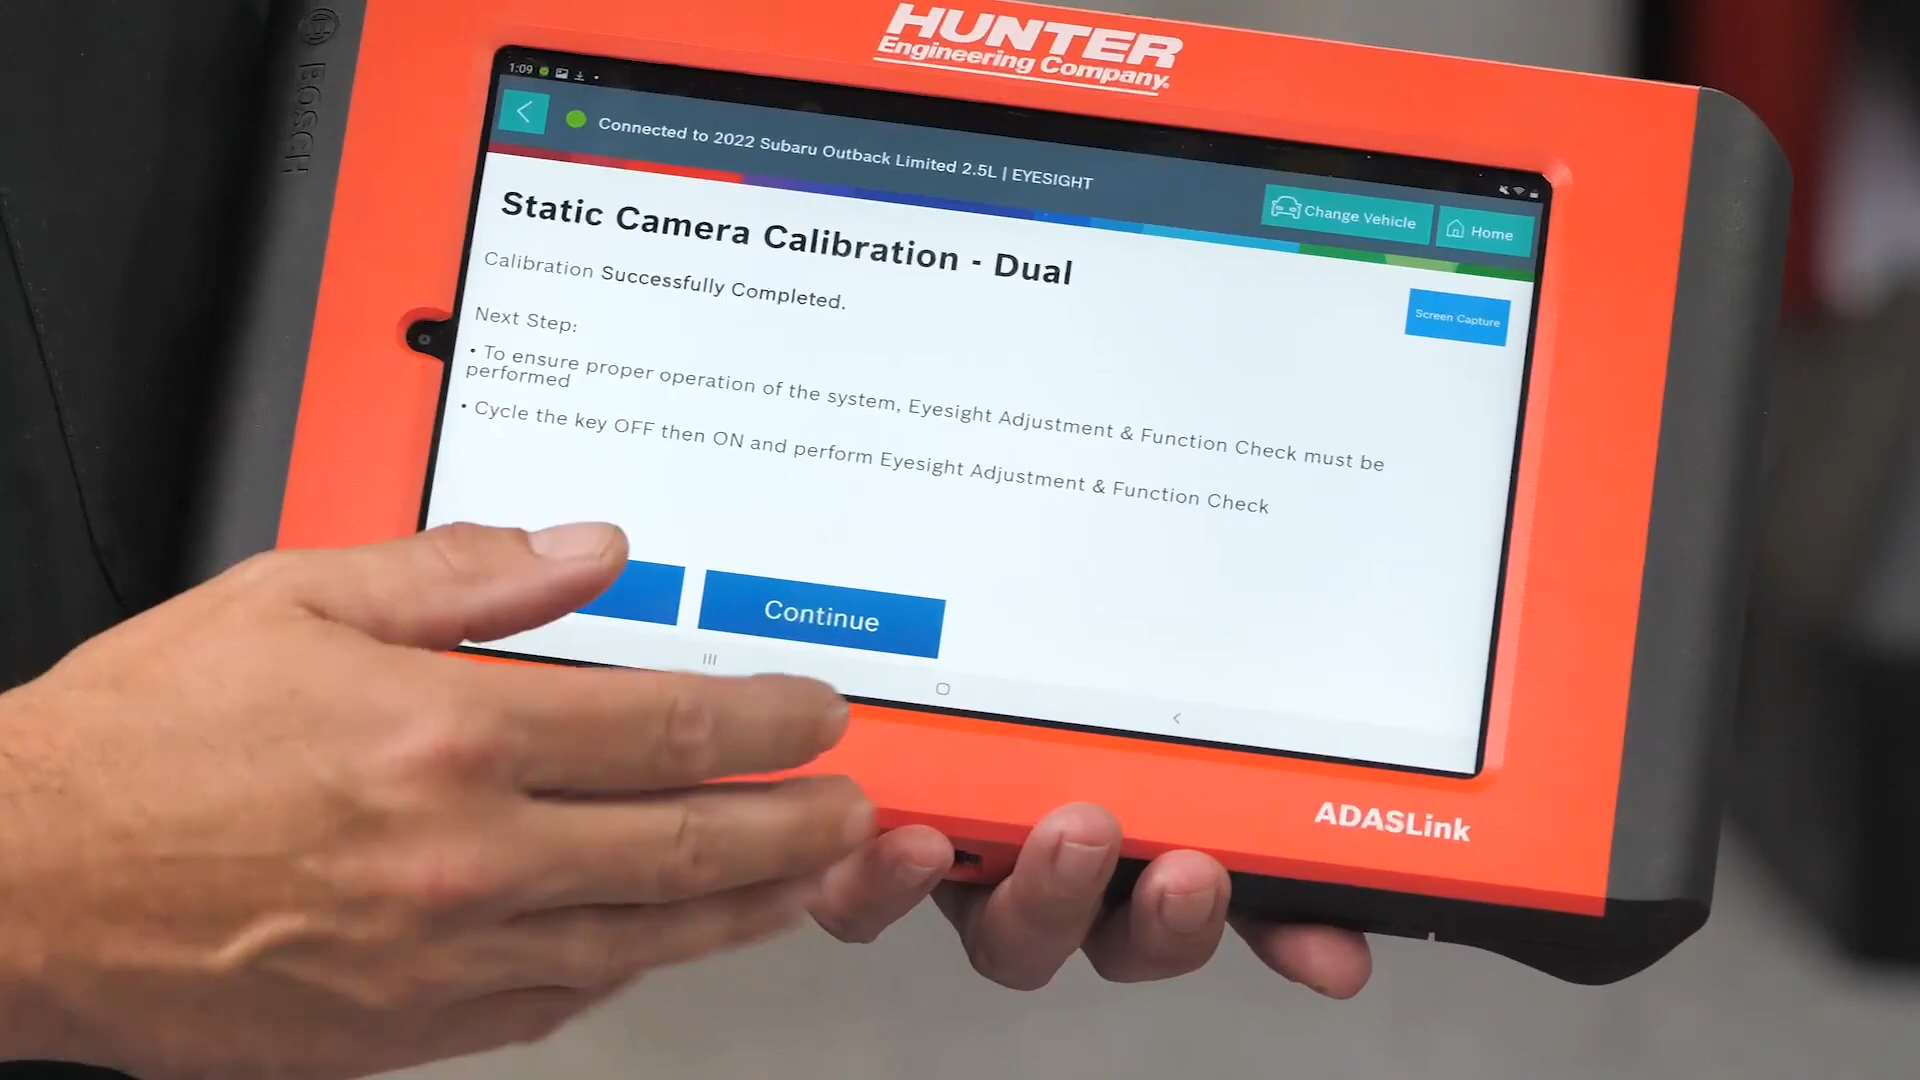 HUNTER
Engineering Company
BOSCH
1:09
Connected to 2022 Subaru Outback Limited 2.5L | EYESIGHT
Change Vehicle
Home
Static Camera Calibration - Dual
Calibration Successfully Completed.
Screen Capture
Next Step:
• To ensure proper operation of the system, Eyesight Adjustment & Function Check must be
performed
• Cycle the key OFF then ON and perform Eyesight Adjustment & Function Check
Continue
ADASLink